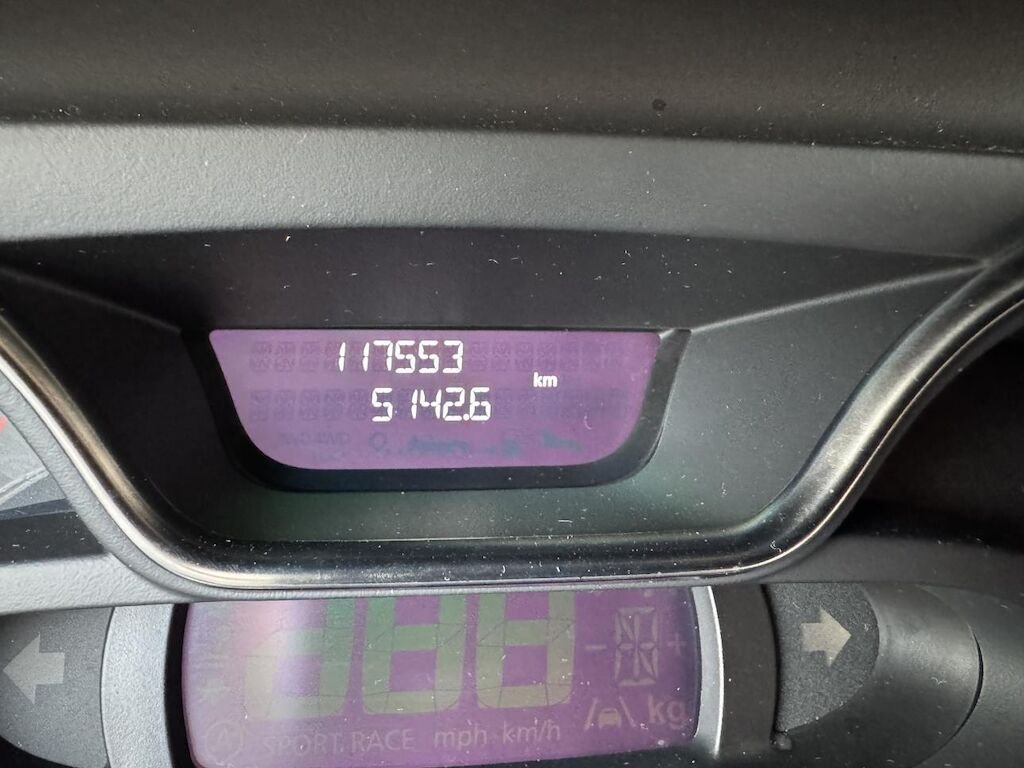 117553
km
5142.6
SPORT RACE mph km/h
kg